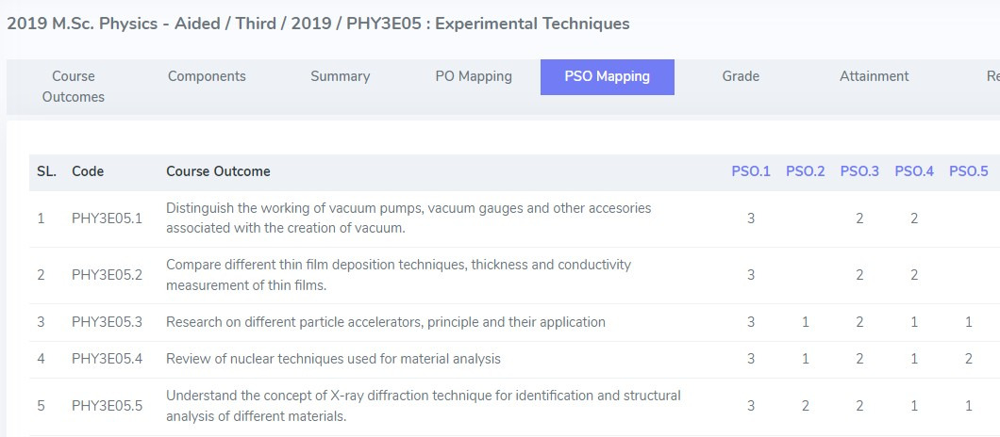 2019 M.Sc. Physics - Aided / Third / 2019 / PHY3E05 : Experimental Techniques
Course Outcomes Components Summary PO Mapping PSO Mapping Grade Attainment Re
SL. Code Course Outcome PSO.1 PSO.2 PSO.3 PSO.4 PSO.5
1 PHY3E05.1 Distinguish the working of vacuum pumps, vacuum gauges and other accesories
associated with the creation of vacuum. 3 2 2
2 PHY3E05.2 Compare different thin film deposition techniques, thickness and conductivity
measurement of thin films. 3 2 2
3 PHY3E05.3 Research on different particle accelerators, principle and their application 3 1 2 1 1
4 PHY3E05.4 Review of nuclear techniques used for material analysis 3 1 2 1 2
5 PHY3E05.5 Understand the concept of X-ray diffraction technique for identification and structural
analysis of different materials. 3 2 2 1 1